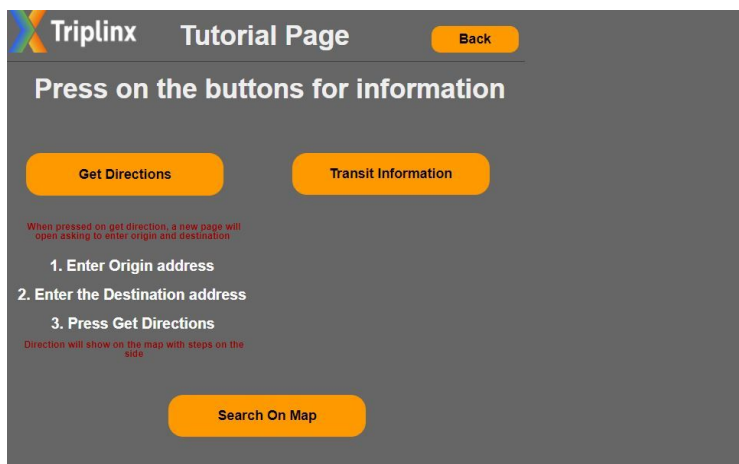 Triplinx
Tutorial Page
Back
Press on the buttons for information
Get Directions
Transit Information
When pressed on get direction, a new page will
open asking to enter origin and destination
1. Enter Origin address
2. Enter the Destination address
3. Press Get Directions
Direction will show on the map with steps on the
side
Search On Map